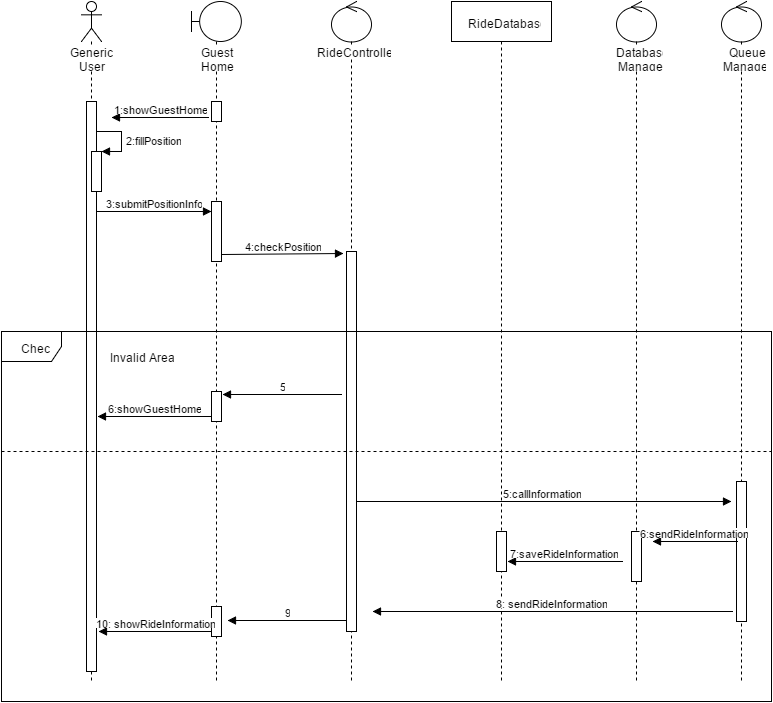 Generic
User
Guest
Home
RideControlle
RideDatabas
Databas
Manage
Queue
Manage
1:showGuestHome
2:fillPosition
3:submitPositionInfo
4:checkPosition
Chec
Invalid Area
5
6:showGuestHome
5:callInformation
6:sendRideInformation
7:saveRideInformation
8: sendRideInformation
9
10: showRideInformation